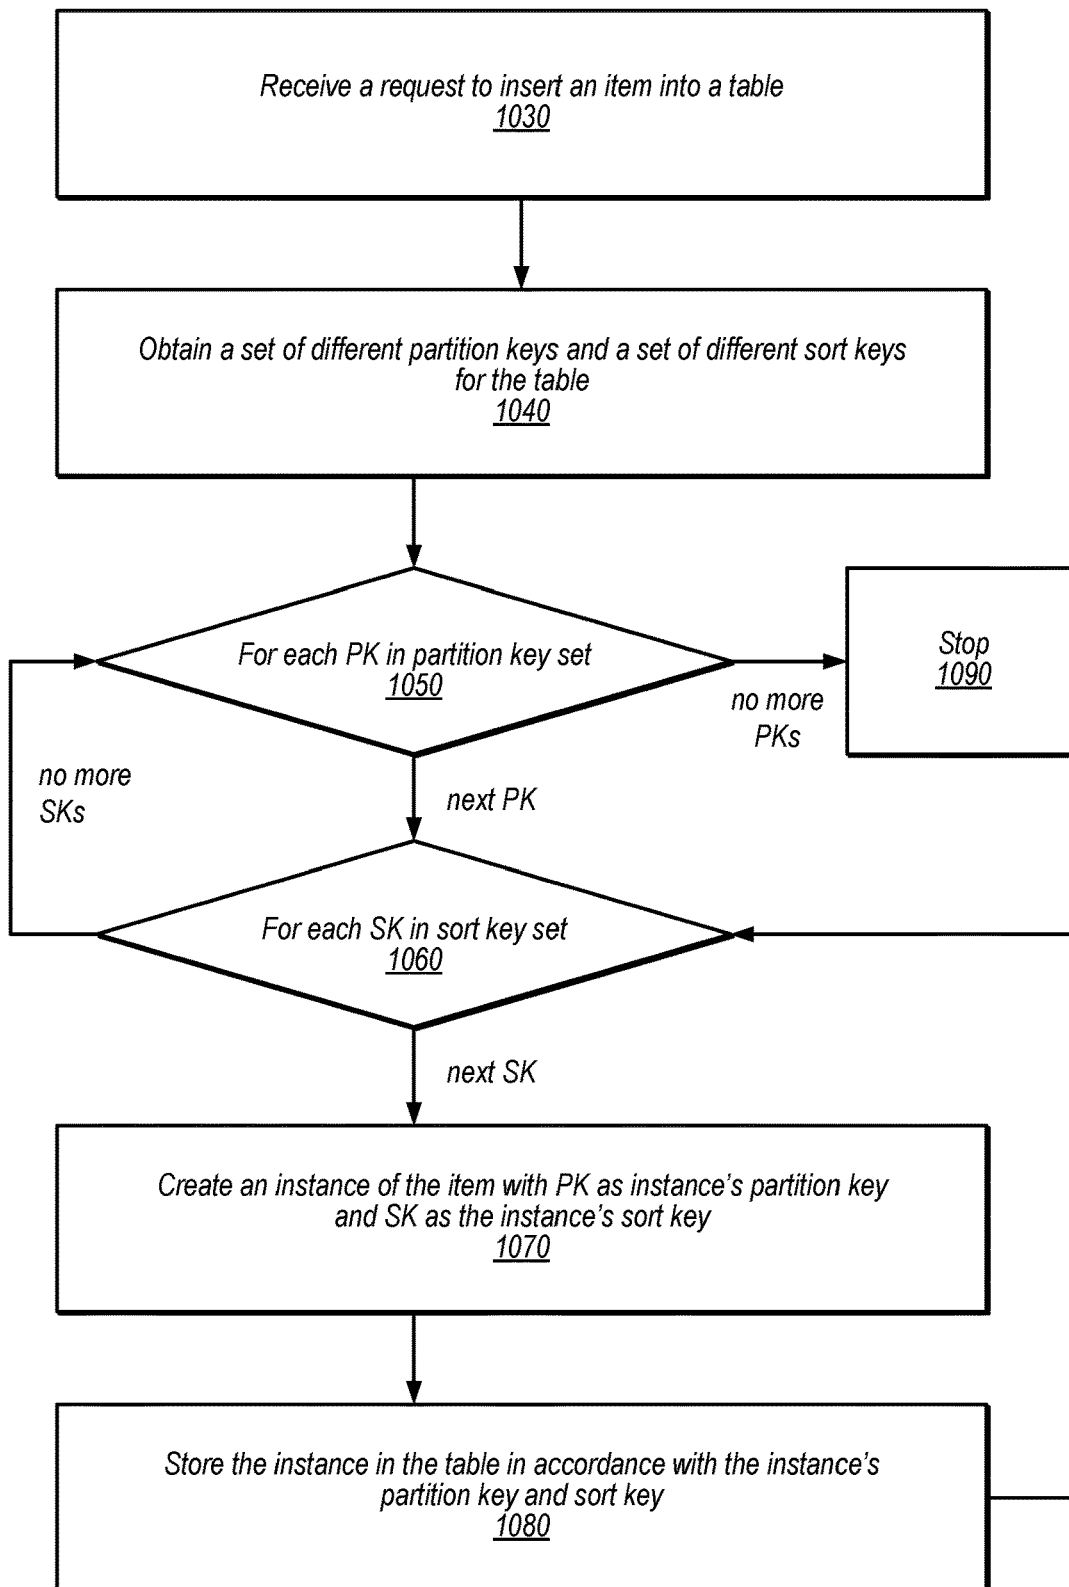 Receive a request to insert an item into a table
1030
Obtain a set of different partition keys and a set of different sort keys
for the table
1040
For each PK in partition key set
1050
Stop
1090
no more
PKs
no more
SKs
next PK
For each SK in sort key set
1060
next SK
Create an instance of the item with PK as instance's partition key
and SK as the instance's sort key
1070
Store the instance in the table in accordance with the instance's
partition key and sort key
1080